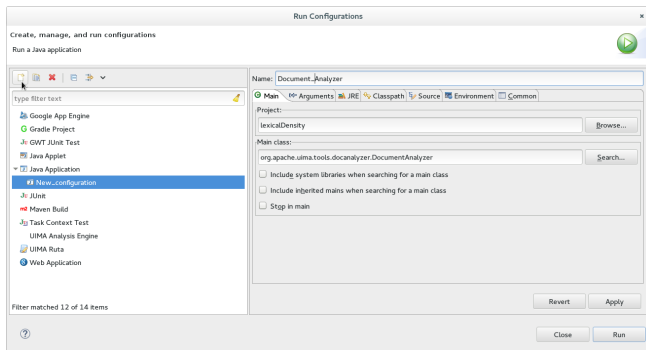 Run Configurations
Create, manage, and run configurations
Run a Java application
type filter text
Google App Engine
Gradle Project
GWT JUnit Test
Java Applet
Java Application
New_configuration
JUnit
Maven Build
Task Context Test
UIMA Analysis Engine
UIMA Ruta
Web Application
Filter matched 12 of 14 items
Name: Document_Analyzer
Main Arguments JRE Classpath Source Environment Common
Project:
lexicalDensity Browse...
Main class:
org.apache.uima.tools.docanalyzer.DocumentAnalyzer Search...
Include system libraries when searching for a main class
Include inherited mains when searching for a main class
Stop in main
Revert Apply
Close Run